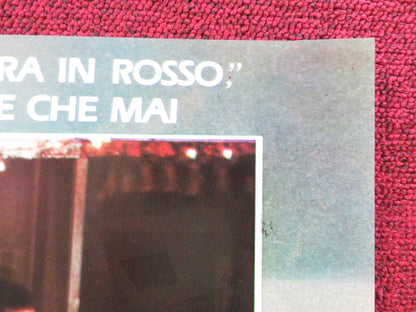 RA IN ROSSO,"
E CHE MAI